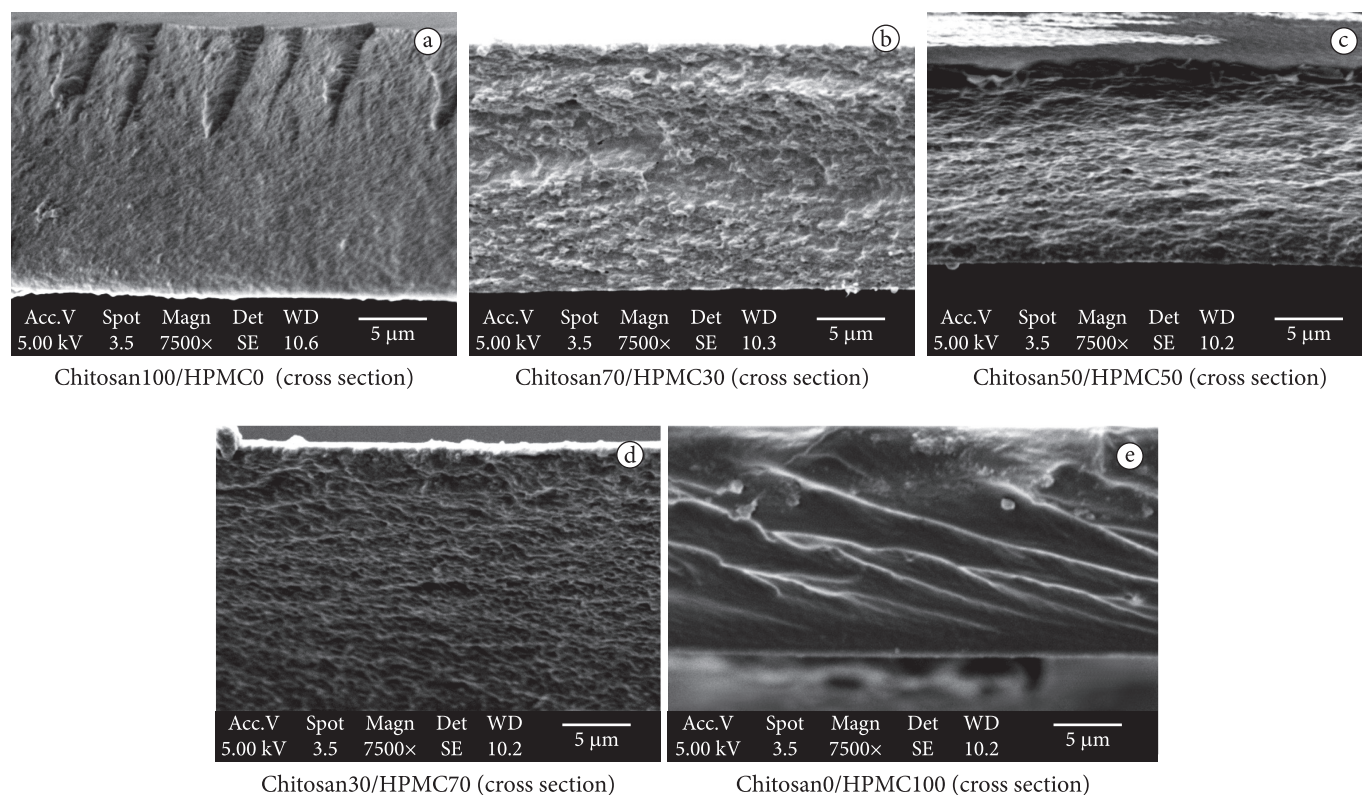 a
b
c
Acc.V Spot Magn Det WD
5.00 kV 3.5 7500× SE 10.6
5 µm
Acc.V Spot Magn Det WD
5.00 kV 3.5 7500× SE 10.3
5 µm
Acc.V Spot Magn Det WD
5.00 kV 3.5 7500× SE 10.2
5 µm
Chitosan100/HPMC0 (cross section)
Chitosan70/HPMC30 (cross section)
Chitosan50/HPMC50 (cross section)
d
e
Acc.V Spot Magn Det WD
5.00 kV 3.5 7500× SE 10.2
5 µm
Acc.V Spot Magn Det WD
5.00 kV 3.5 7500× SE 10.2
5 µm
Chitosan30/HPMC70 (cross section)
Chitosan0/HPMC100 (cross section)